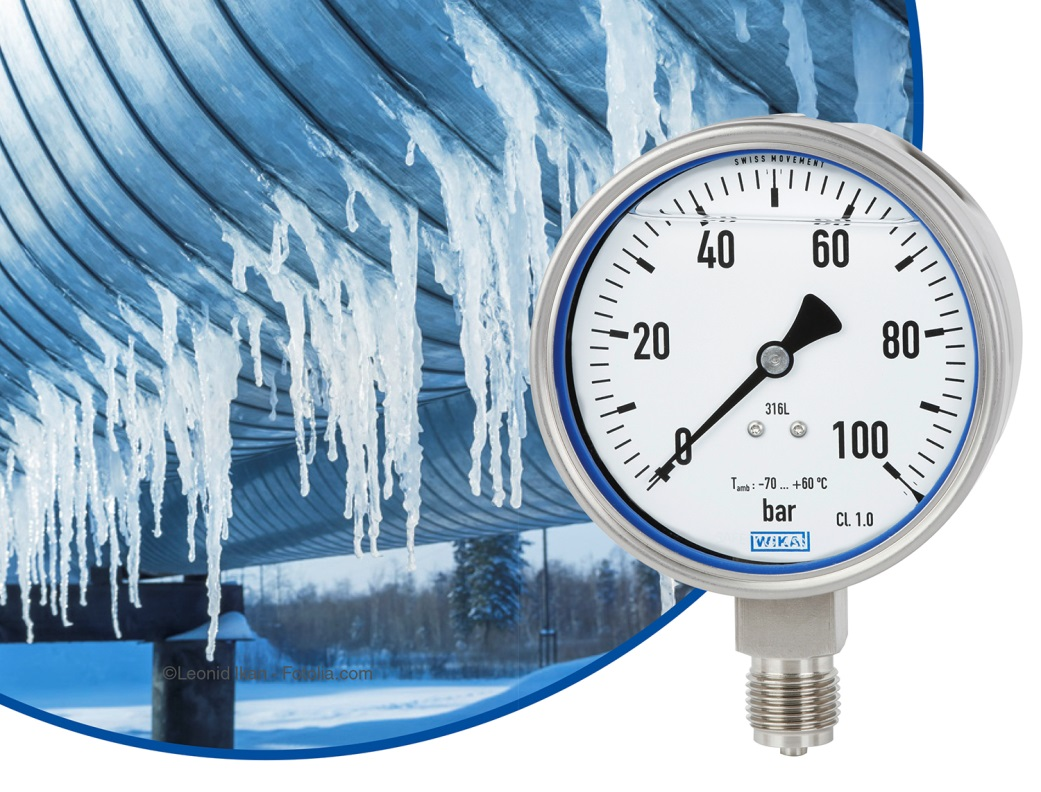 SWISS MOVEMENT
40 60
20 80
316L
0 100
Tamb : –70 ... +60 °C
bar
Cl. 1.0
WIKA
©Leonid Ikan - Fotolia.com